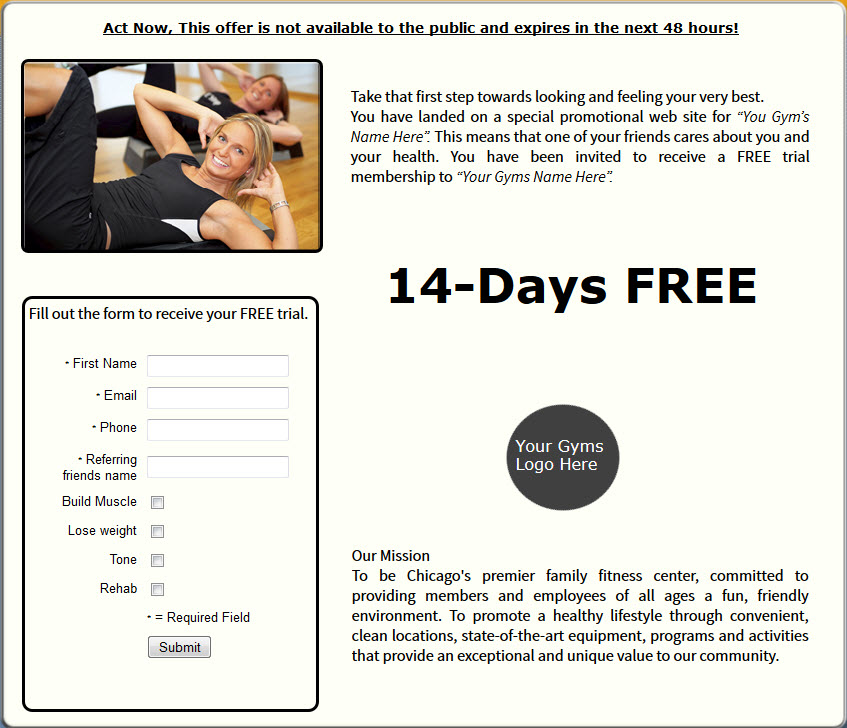 Act Now, This offer is not available to the public and expires in the next 48 hours!
Take that first step towards looking and feeling your very best.
You have landed on a special promotional web site for “You Gym’s
Name Here”. This means that one of your friends cares about you and
your health. You have been invited to receive a FREE trial
membership to “Your Gyms Name Here”.
14-Days FREE
Fill out the form to receive your FREE trial.
* First Name
* Email
* Phone
* Referring
friends name
Build Muscle
Lose weight
Tone
Rehab
* = Required Field
Submit
Your Gyms
Logo Here
Our Mission
To be Chicago's premier family fitness center, committed to
providing members and employees of all ages a fun, friendly
environment. To promote a healthy lifestyle through convenient,
clean locations, state-of-the-art equipment, programs and activities
that provide an exceptional and unique value to our community.